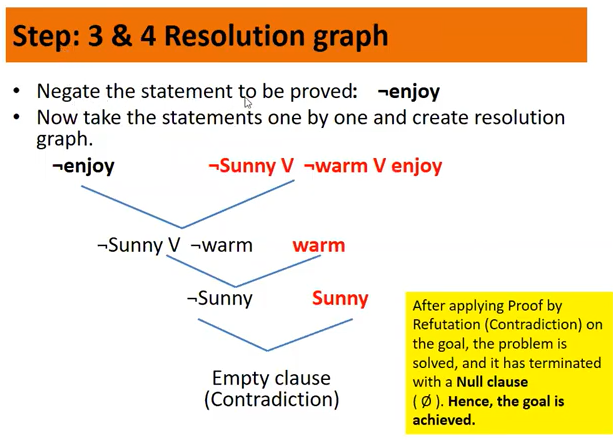 Step: 3 & 4 Resolution graph
• Negate the statement to be proved: ¬enjoy
• Now take the statements one by one and create resolution
graph.
¬enjoy ¬Sunny V ¬warm V enjoy
¬Sunny V ¬warm warm
¬Sunny Sunny
Empty clause
(Contradiction)
After applying Proof by
Refutation (Contradiction) on
the goal, the problem is
solved, and it has terminated
with a Null clause
( Ø ). Hence, the goal is
achieved.